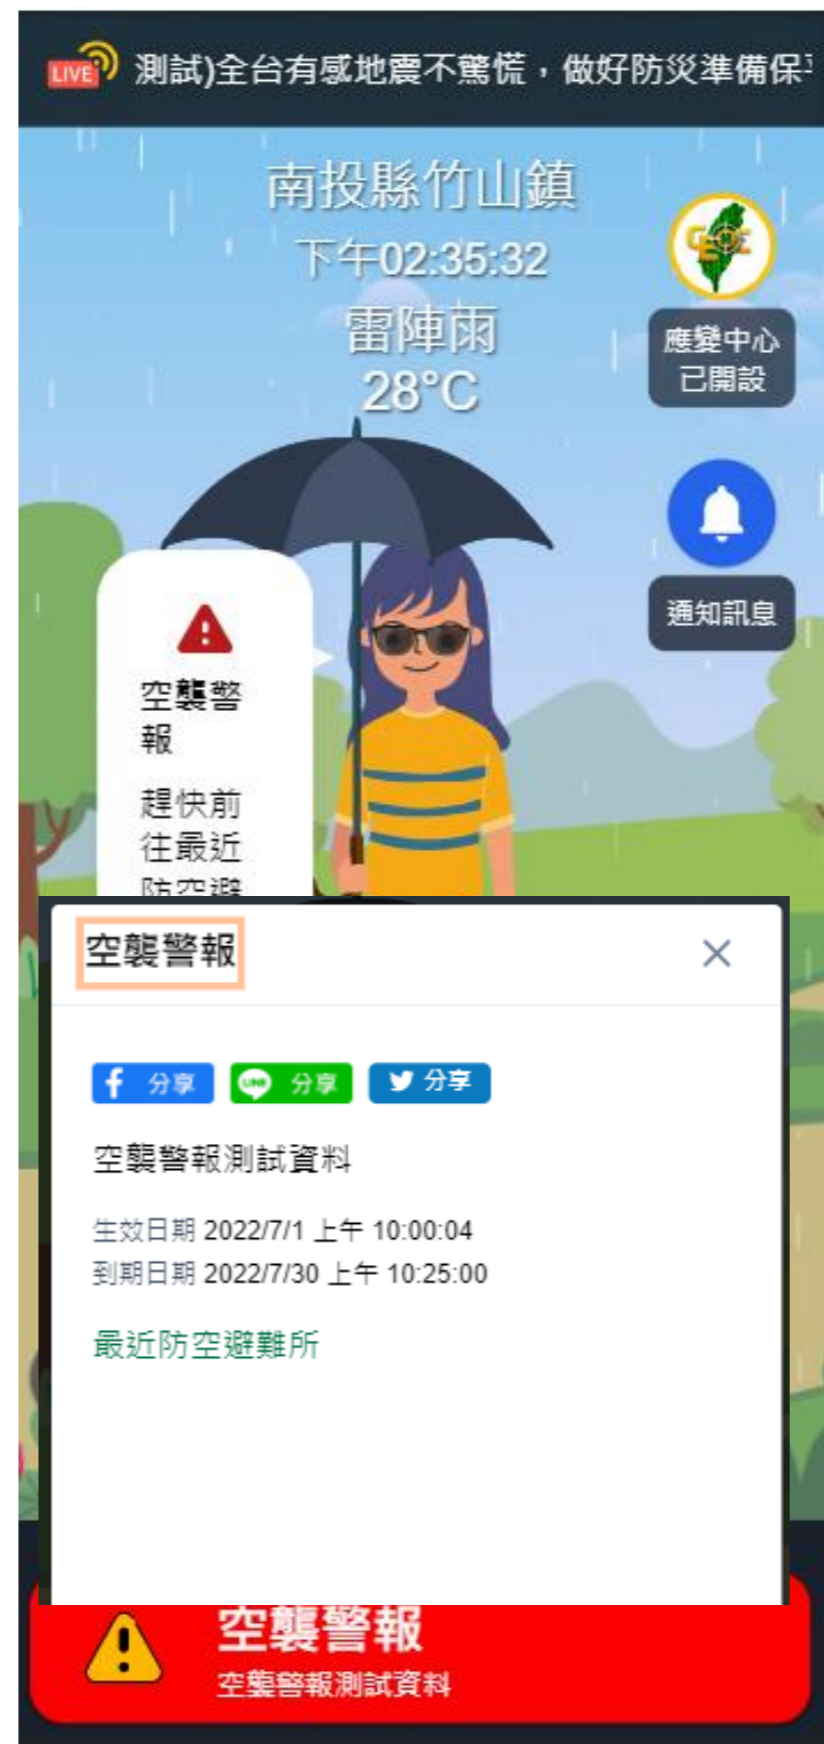 LIVE 測試)全台有感地震不驚慌，做好防災準備保
南投縣竹山鎮
下午02:35:32
雷陣雨
28°C
CEOC
應變中心
已開設
通知訊息
空襲警
報
趕快前
往最近
防空避
空襲警報
分享 LINE 分享 分享
空襲警報測試資料
生效日期 2022/7/1 上午 10:00:04
到期日期 2022/7/30 上午 10:25:00
最近防空避難所
空襲警報
空襲警報測試資料